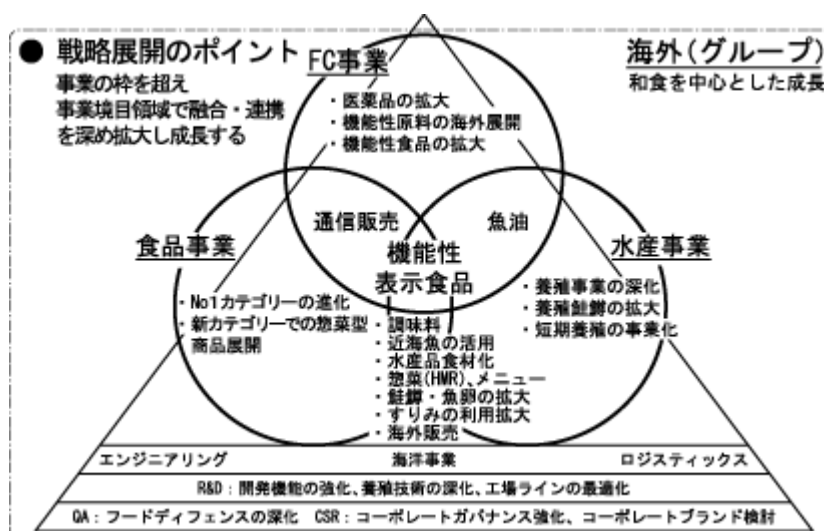 ● 戦略展開のポイント
事業の枠を超え
事業境目領域で融合・連携
を深め拡大し成長する
海外(グループ)
和食を中心とした成長
FC事業
・医薬品の拡大
・機能性原料の海外展開
・機能性食品の拡大
通信販売
魚油
食品事業
機能性
表示食品
水産事業
・No1カテゴリーの進化
・新カテゴリーでの惣菜型
商品展開
・養殖事業の深化
・養殖鮭鱒の拡大
・短期養殖の事業化
・調味料
・近海魚の活用
・水産品食材化
・惣菜(HMR)、メニュー
・鮭鱒・魚卵の拡大
・すりみの利用拡大
・海外販売
エンジニアリング 海洋事業 ロジスティックス
R&D：開発機能の強化、養殖技術の深化、工場ラインの最適化
QA：フードディフェンスの深化 CSR：コーポレートガバナンス強化、コーポレートブランド検討